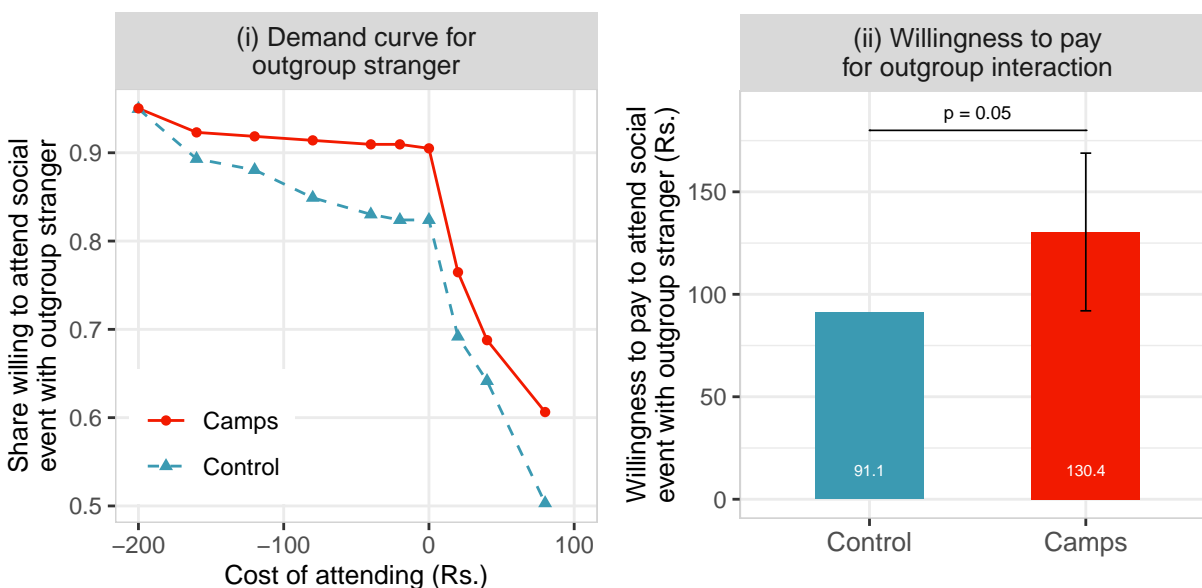 (i) Demand curve for
outgroup stranger
Share willing to attend social
event with outgroup stranger
0.9
0.8
0.7
0.6
0.5
Camps
Control
−200
−100
0
100
Cost of attending (Rs.)
(ii) Willingness to pay
for outgroup interaction
Willingness to pay to attend social
event with outgroup stranger (Rs.)
p = 0.05
150
100
50
0
91.1
130.4
Control
Camps